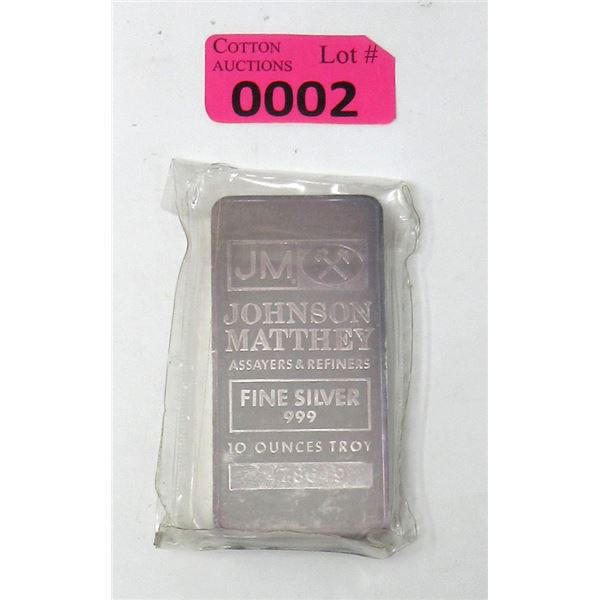 COTTON
AUCTIONS
Lot #
0002
JM
JOHNSON
MATTHEY
ASSAYERS & REFINERS
FINE SILVER
999
10 OUNCES TROY